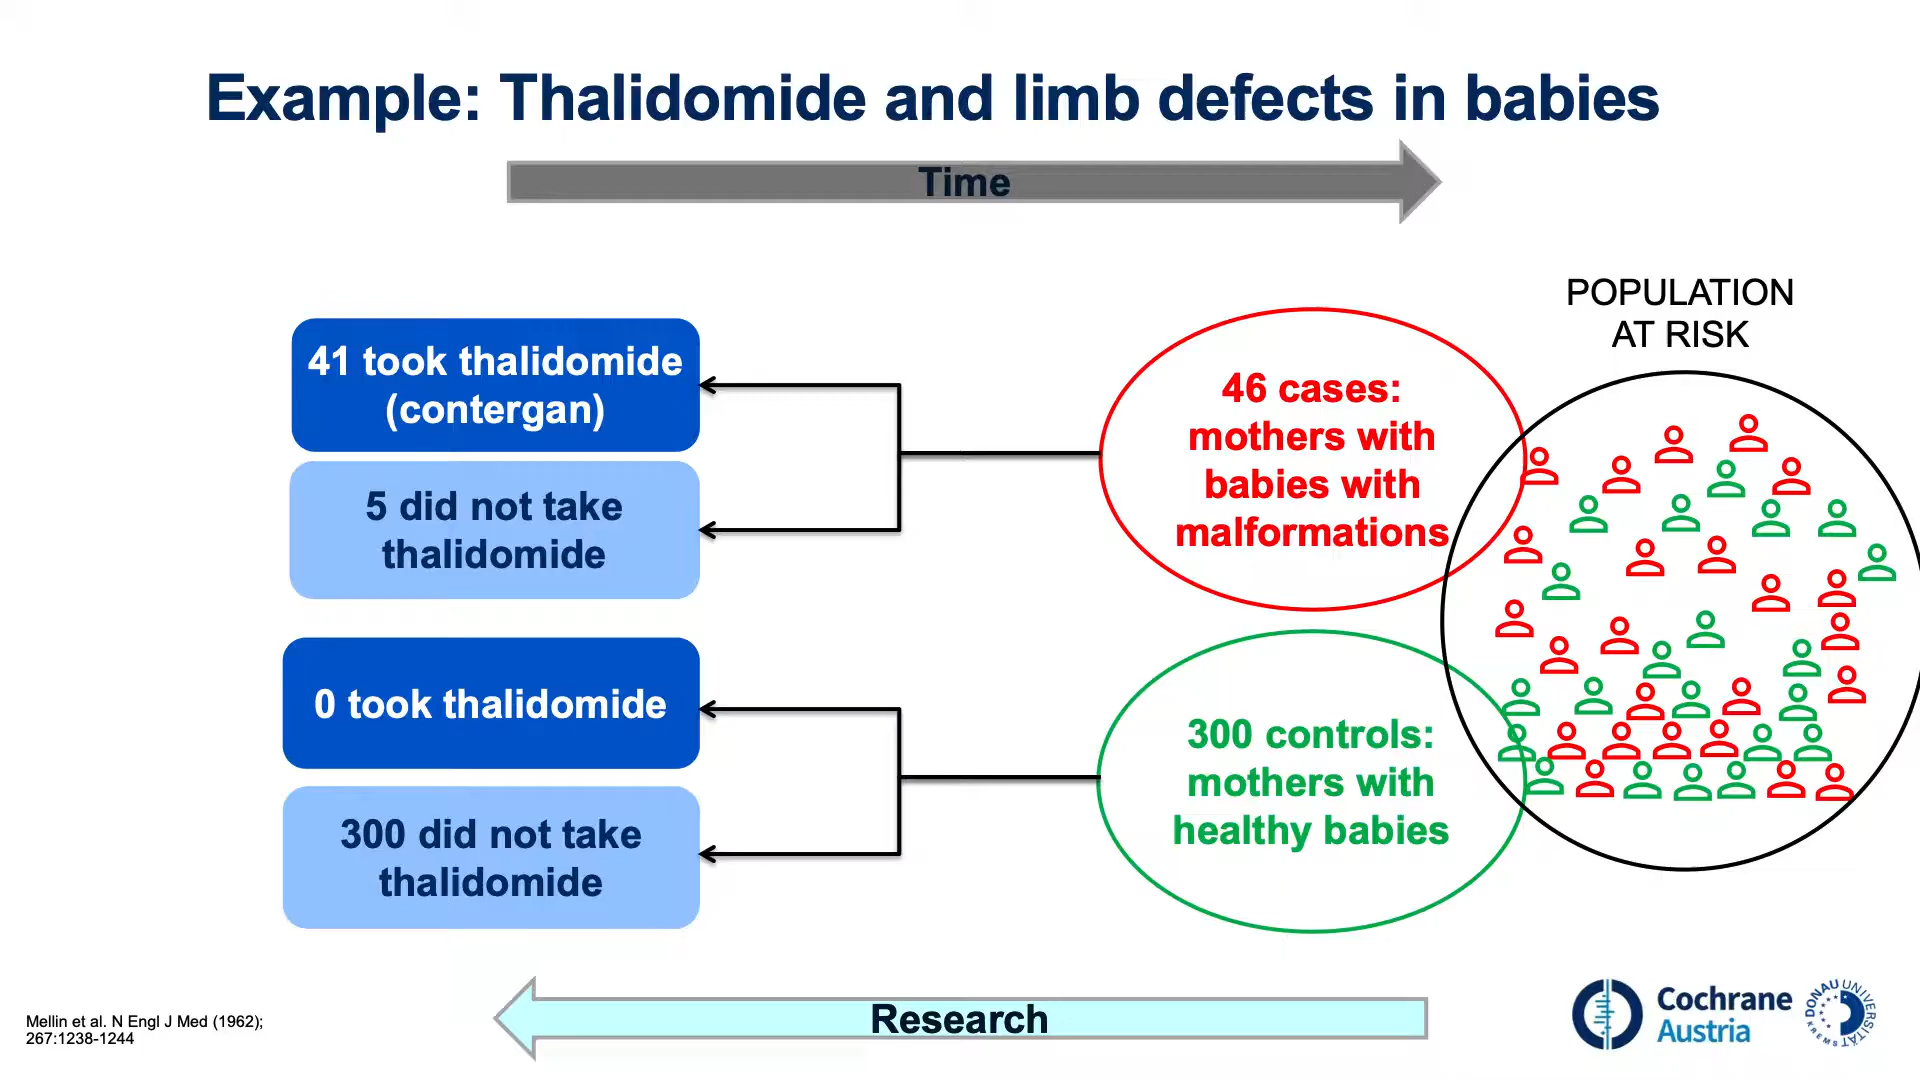 Example: Thalidomide and limb defects in babies
Time
POPULATION
AT RISK
41 took thalidomide
(contergan)
5 did not take
thalidomide
46 cases:
mothers with
babies with
malformations
0 took thalidomide
300 did not take
thalidomide
300 controls:
mothers with
healthy babies
Research
Mellin et al. N Engl J Med (1962);
267:1238-1244
Cochrane
Austria
DONAU UNIVERSITÄT
KREMS